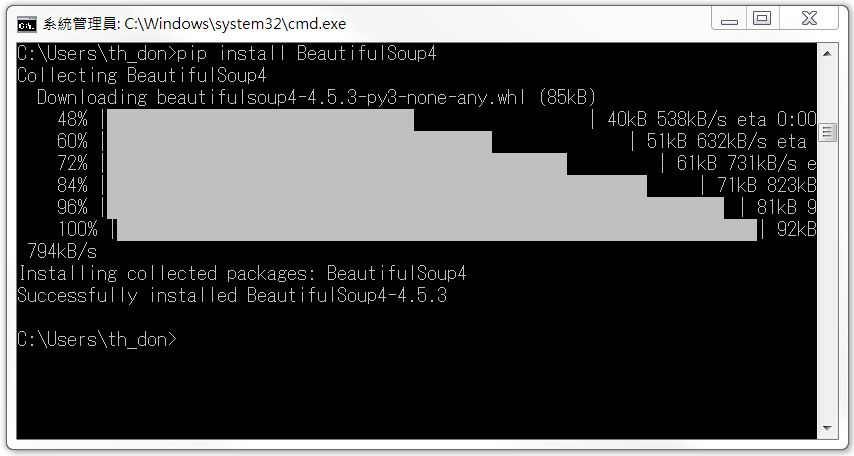 系統管理員: C:\Windows\system32\cmd.exe
C:\Users\th_don>pip install BeautifulSoup4
Collecting BeautifulSoup4
  Downloading beautifulsoup4-4.5.3-py3-none-any.whl (85kB)
    48% | | 40kB 538kB/s eta 0:00
    60% | | 51kB 632kB/s eta
    72% | | 61kB 731kB/s e
    84% | | 71kB 823kB
    96% | | 81kB 9
    100% | | 92kB
 794kB/s
Installing collected packages: BeautifulSoup4
Successfully installed BeautifulSoup4-4.5.3
C:\Users\th_don>